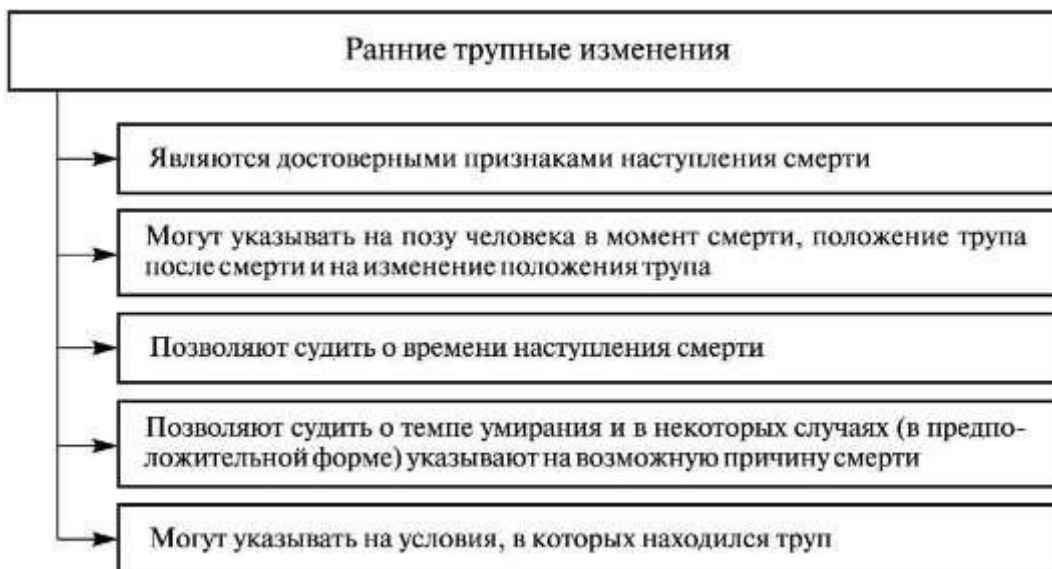 Ранние трупные изменения
Являются достоверными признаками наступления смерти
Могут указывать на позу человека в момент смерти, положение трупа
после смерти и на изменение положения трупа
Позволяют судить о времени наступления смерти
Позволяют судить о темпе умирания и в некоторых случаях (в предпо-
ложительной форме) указывают на возможную причину смерти
Могут указывать на условия, в которых находился труп